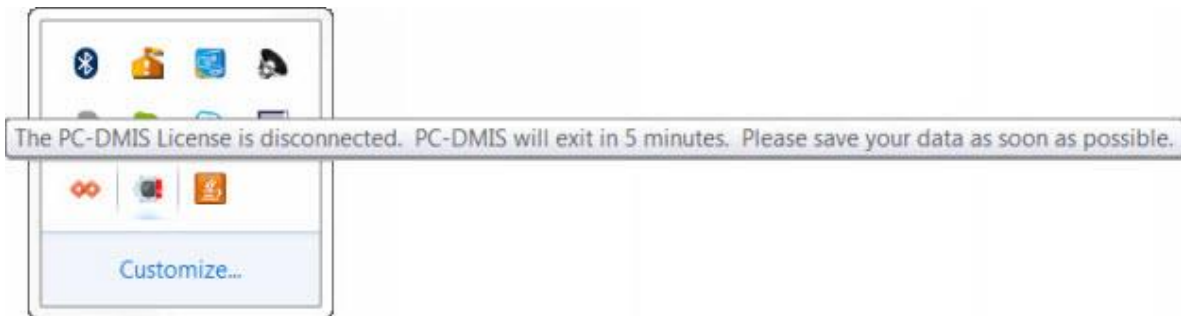 The PC-DMIS License is disconnected.  PC-DMIS will exit in 5 minutes.  Please save your data as soon as possible.
Customize...